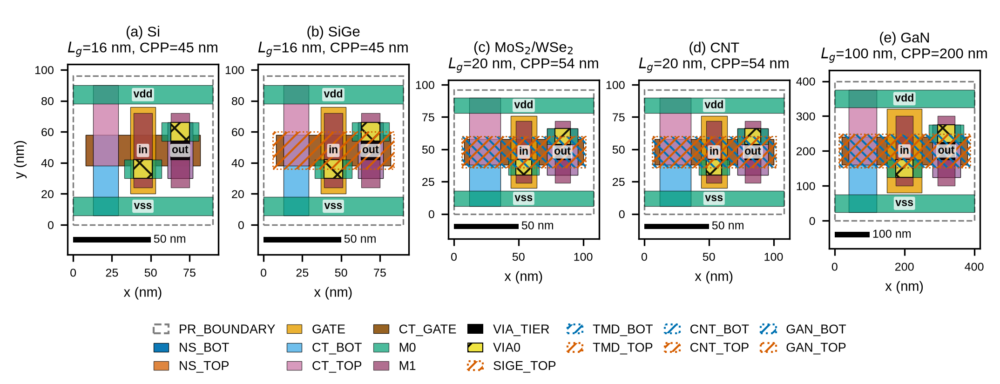 (a) Si
L_g=16 nm, CPP=45 nm
(b) SiGe
L_g=16 nm, CPP=45 nm
(c) MoS₂/WSe₂
L_g=20 nm, CPP=54 nm
(d) CNT
L_g=20 nm, CPP=54 nm
(e) GaN
L_g=100 nm, CPP=200 nm
y (nm)
100
80
60
40
20
0
vdd
in
out
vss
50 nm
0 25 50 75
x (nm)
100
80
60
40
20
0
vdd
in
out
vss
50 nm
0 25 50 75
x (nm)
100
75
50
25
0
vdd
in
out
vss
50 nm
0 50 100
x (nm)
100
75
50
25
0
vdd
in
out
vss
50 nm
0 50 100
x (nm)
400
300
200
100
0
vdd
in
out
vss
100 nm
0 200 400
x (nm)
PR_BOUNDARY GATE CT_GATE VIA_TIER TMD_BOT CNT_BOT GAN_BOT
NS_BOT CT_BOT M0 VIA0 TMD_TOP CNT_TOP GAN_TOP
NS_TOP CT_TOP M1 SIGE_TOP